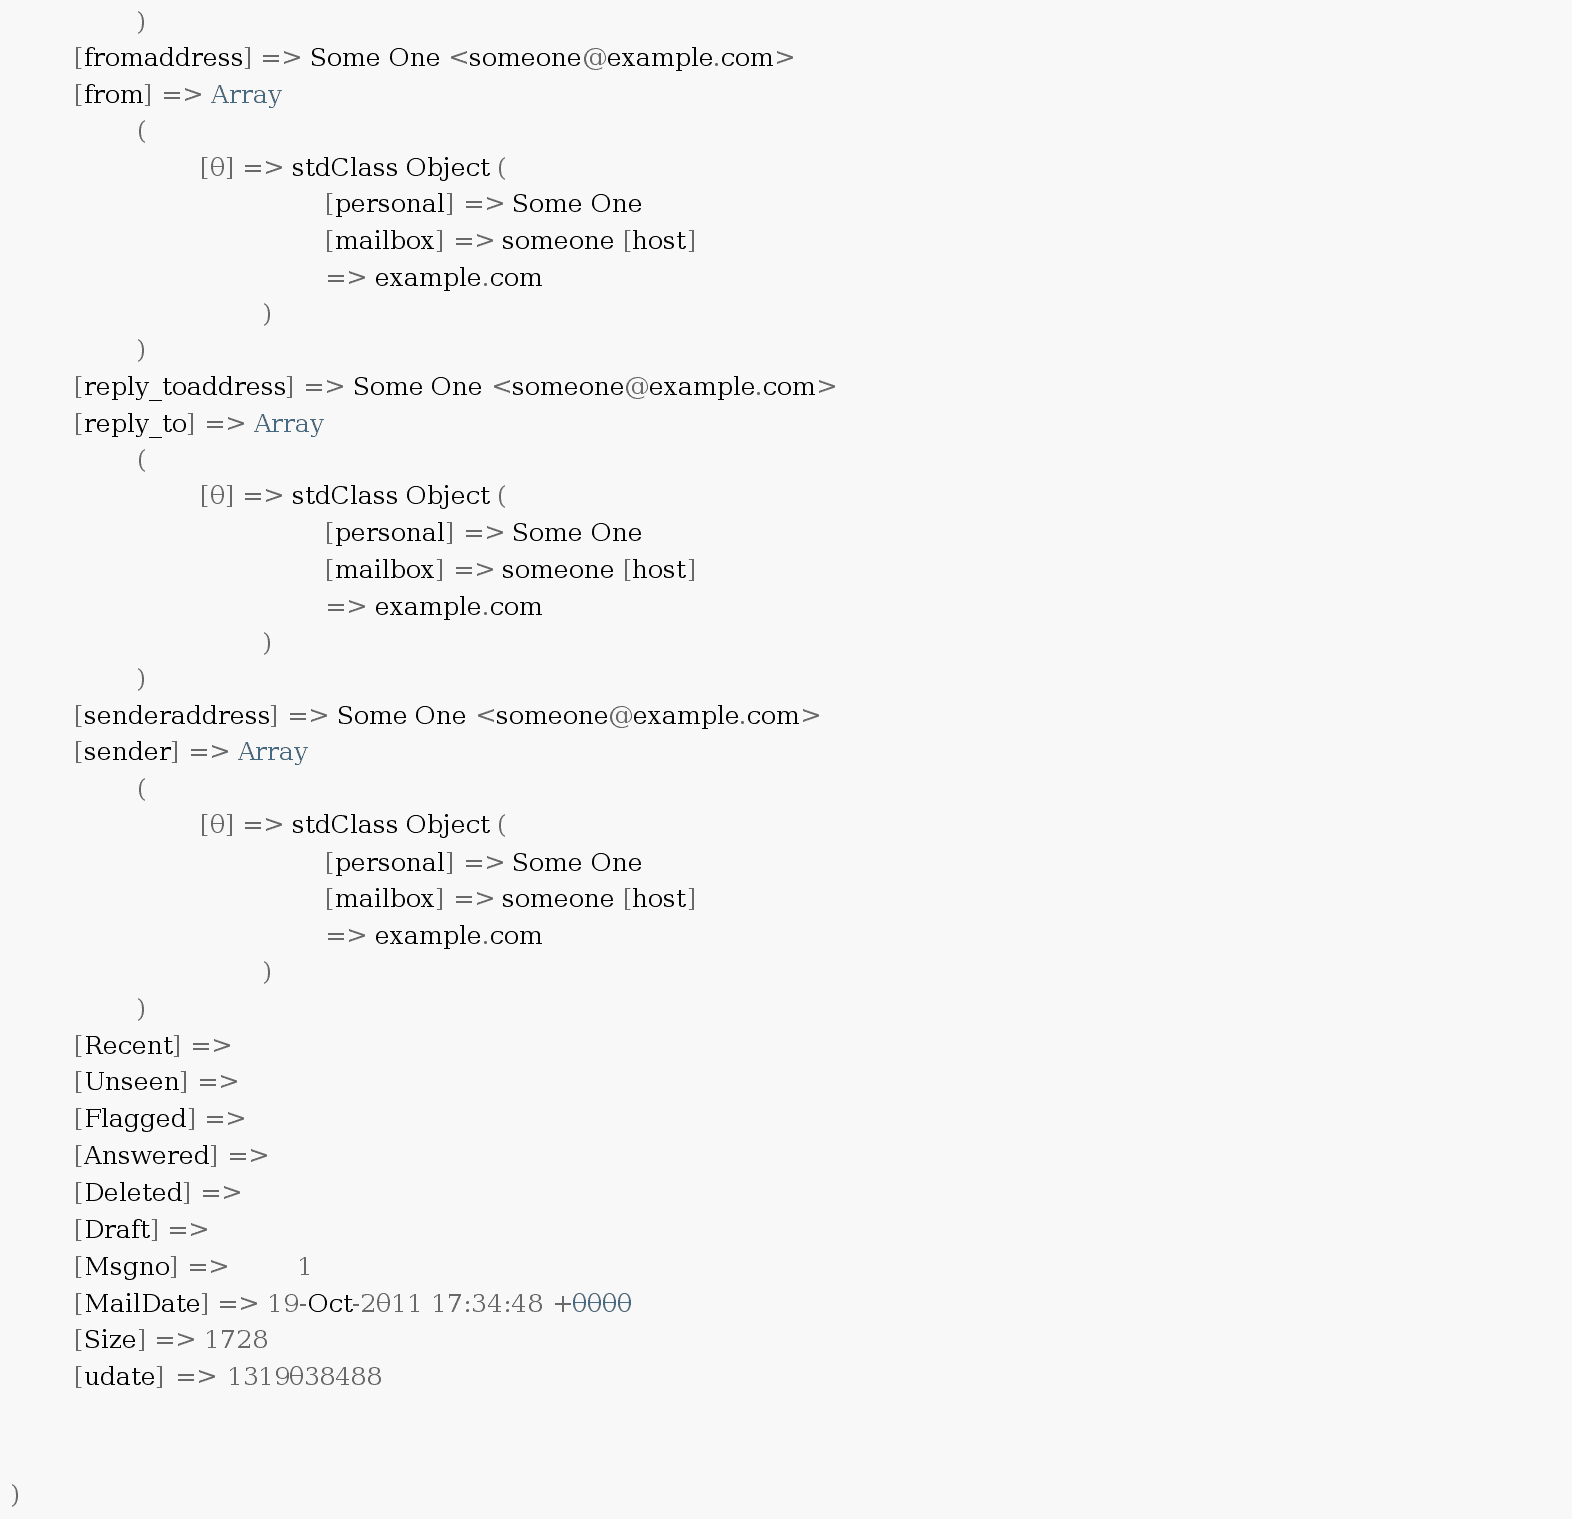 )
[fromaddress] => Some One <someone@example.com>
[from] => Array
(
[0] => stdClass Object (
[personal] => Some One
[mailbox] => someone [host]
=> example.com
)
)
[reply_toaddress] => Some One <someone@example.com>
[reply_to] => Array
(
[0] => stdClass Object (
[personal] => Some One
[mailbox] => someone [host]
=> example.com
)
)
[senderaddress] => Some One <someone@example.com>
[sender] => Array
(
[0] => stdClass Object (
[personal] => Some One
[mailbox] => someone [host]
=> example.com
)
)
[Recent] =>
[Unseen] =>
[Flagged] =>
[Answered] =>
[Deleted] =>
[Draft] =>
[Msgno] => 1
[MailDate] => 19-Oct-2011 17:34:48 +0000
[Size] => 1728
[udate] => 1319038488
)